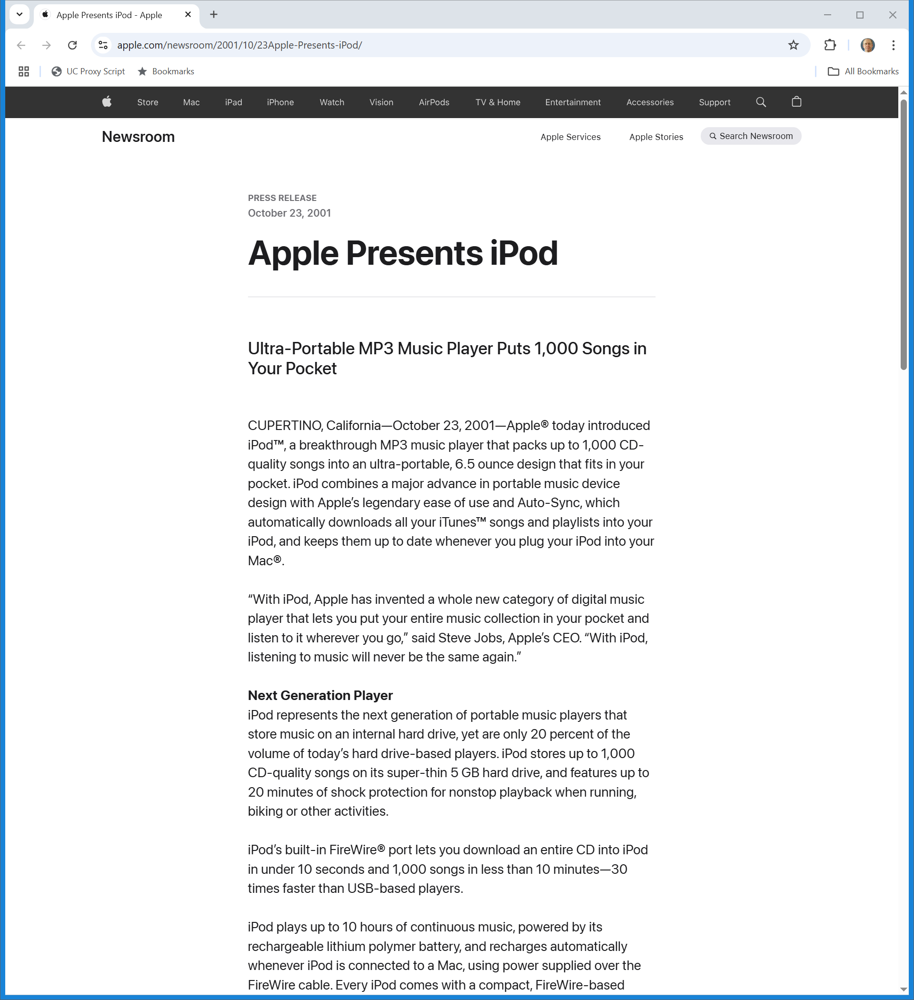 Apple Presents iPod - Apple
apple.com/newsroom/2001/10/23Apple-Presents-iPod/
UC Proxy Script Bookmarks All Bookmarks
Store Mac iPad iPhone Watch Vision AirPods TV & Home Entertainment Accessories Support
Newsroom Apple Services Apple Stories Search Newsroom
PRESS RELEASE
October 23, 2001
Apple Presents iPod
Ultra-Portable MP3 Music Player Puts 1,000 Songs in
Your Pocket
CUPERTINO, California—October 23, 2001—Apple® today introduced
iPod™, a breakthrough MP3 music player that packs up to 1,000 CD-
quality songs into an ultra-portable, 6.5 ounce design that fits in your
pocket. iPod combines a major advance in portable music device
design with Apple’s legendary ease of use and Auto-Sync, which
automatically downloads all your iTunes™ songs and playlists into your
iPod, and keeps them up to date whenever you plug your iPod into your
Mac®.
“With iPod, Apple has invented a whole new category of digital music
player that lets you put your entire music collection in your pocket and
listen to it wherever you go,” said Steve Jobs, Apple’s CEO. “With iPod,
listening to music will never be the same again.”
Next Generation Player
iPod represents the next generation of portable music players that
store music on an internal hard drive, yet are only 20 percent of the
volume of today’s hard drive-based players. iPod stores up to 1,000
CD-quality songs on its super-thin 5 GB hard drive, and features up to
20 minutes of shock protection for nonstop playback when running,
biking or other activities.
iPod’s built-in FireWire® port lets you download an entire CD into iPod
in under 10 seconds and 1,000 songs in less than 10 minutes—30
times faster than USB-based players.
iPod plays up to 10 hours of continuous music, powered by its
rechargeable lithium polymer battery, and recharges automatically
whenever iPod is connected to a Mac, using power supplied over the
FireWire cable. Every iPod comes with a compact, FireWire-based